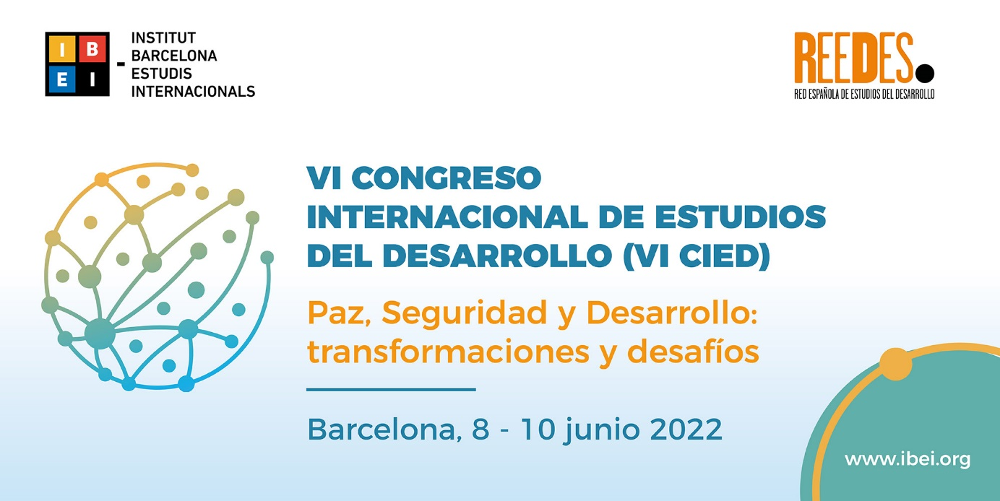 I B
E I
INSTITUT
BARCELONA
ESTUDIS
INTERNACIONALS
REEDES.
RED ESPAÑOLA DE ESTUDIOS DEL DESARROLLO
VI CONGRESO
INTERNACIONAL DE ESTUDIOS
DEL DESARROLLO (VI CIED)
Paz, Seguridad y Desarrollo:
transformaciones y desafíos
Barcelona, 8 - 10 junio 2022
www.ibei.org